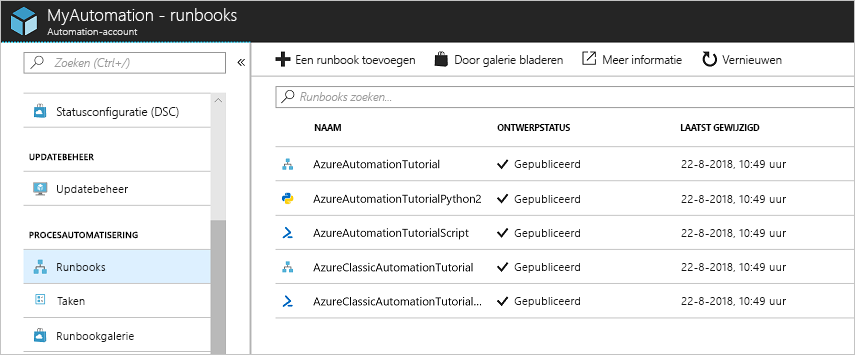 MyAutomation - runbooks
Automation-account
Zoeken (Ctrl+/)
Statusconfiguratie (DSC)
UPDATEBEHEER
Updatebeheer
PROCESAUTOMATISERING
Runbooks
Taken
Runbookgalerie
Een runbook toevoegen Door galerie bladeren Meer informatie Vernieuwen
Runbooks zoeken...
NAAM ONTWERPSTATUS LAATST GEWIJZIGD
AzureAutomationTutorial Gepubliceerd 22-8-2018, 10:49 uur
AzureAutomationTutorialPython2 Gepubliceerd 22-8-2018, 10:49 uur
AzureAutomationTutorialScript Gepubliceerd 22-8-2018, 10:49 uur
AzureClassicAutomationTutorial Gepubliceerd 22-8-2018, 10:49 uur
AzureClassicAutomationTutorial... Gepubliceerd 22-8-2018, 10:49 uur